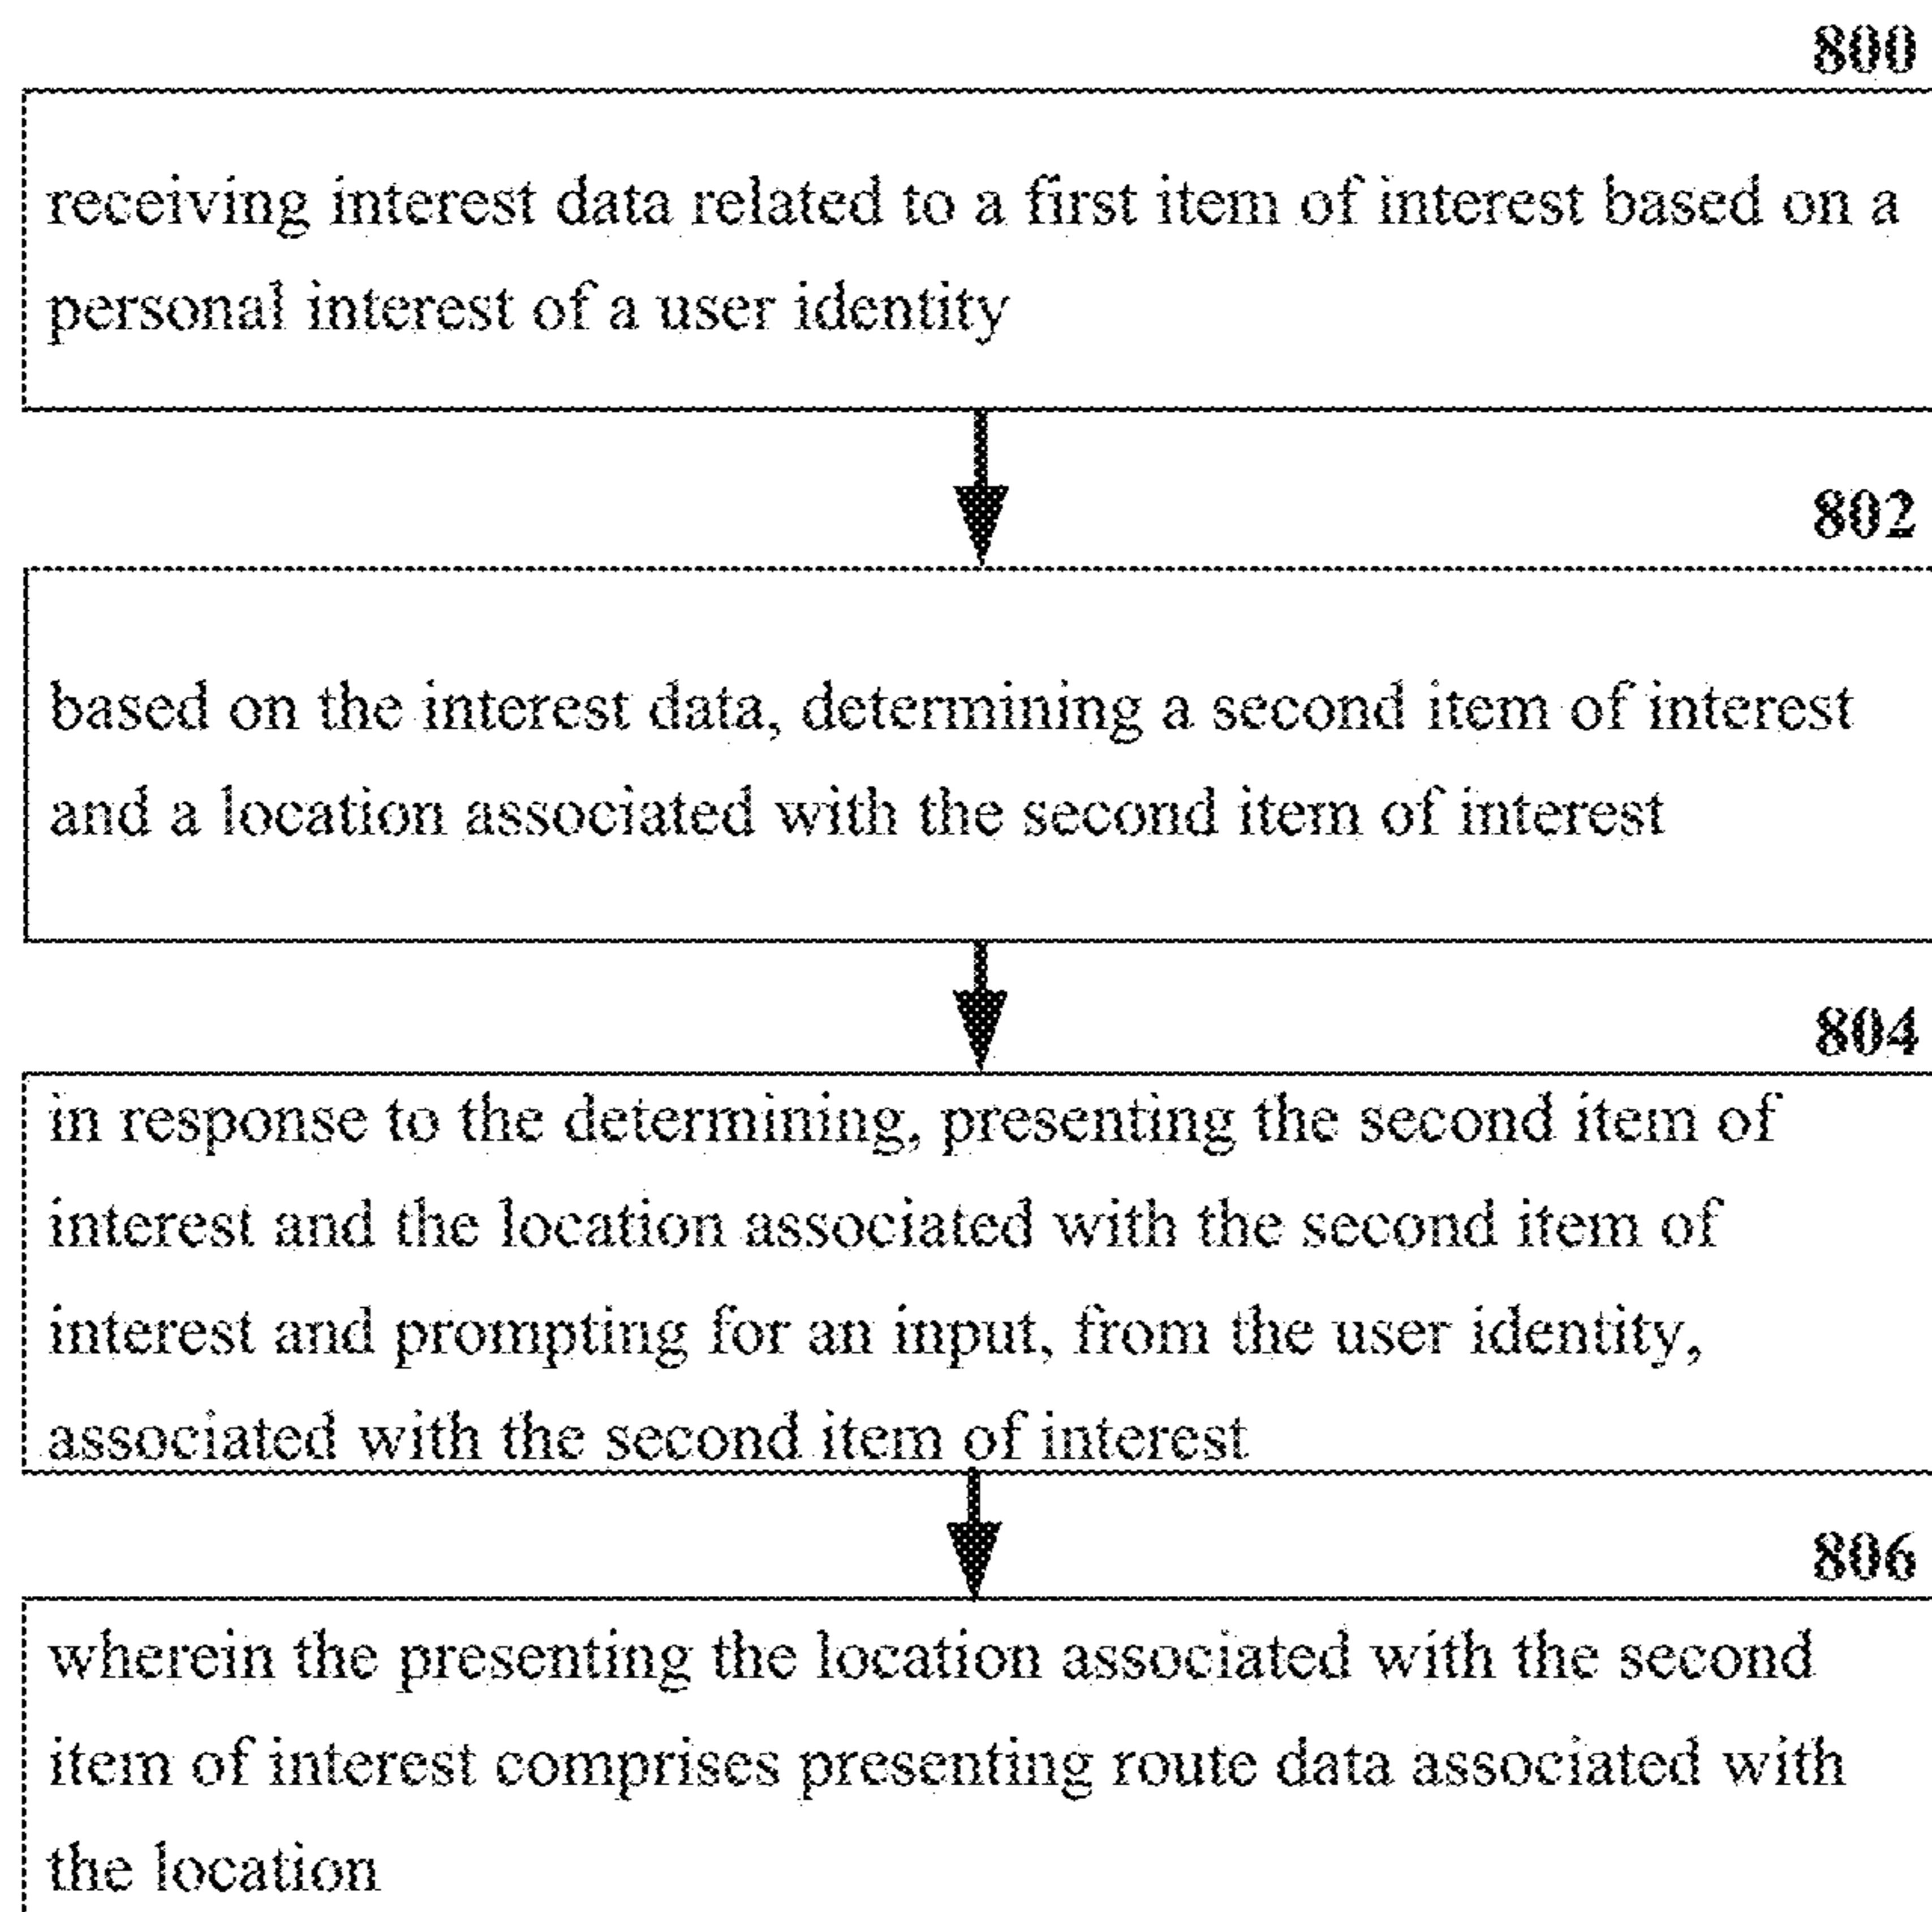 800
receiving interest data related to a first item of interest based on a
personal interest of a user identity
802
based on the interest data, determining a second item of interest
and a location associated with the second item of interest
804
in response to the determining, presenting the second item of
interest and the location associated with the second item of
interest and prompting for an input, from the user identity,
associated with the second item of interest
806
wherein the presenting the location associated with the second
item of interest comprises presenting route data associated with
the location